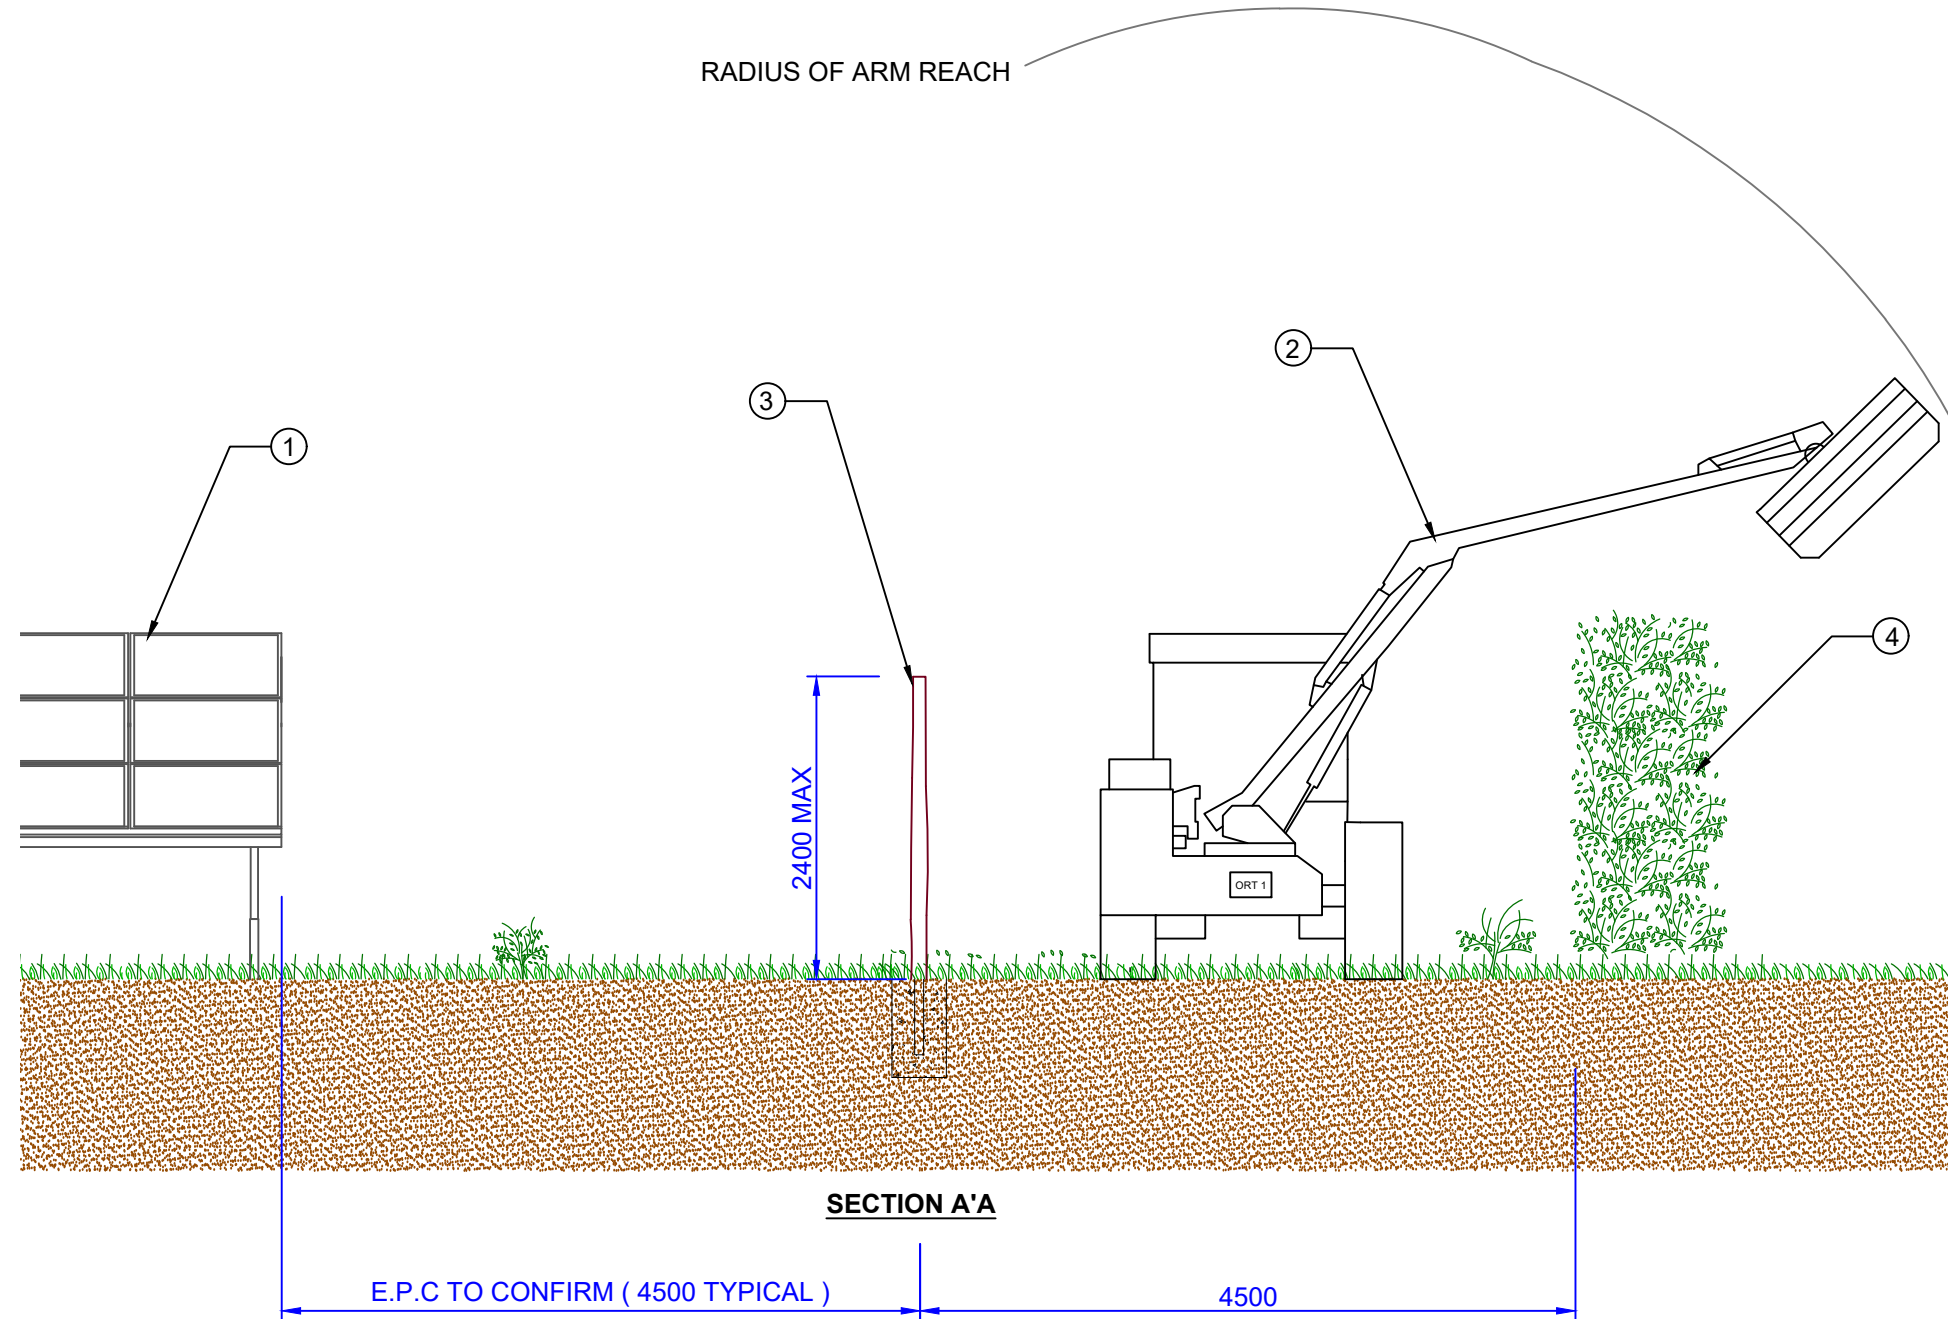 RADIUS OF ARM REACH
2
3
1
4
2400 MAX
ORT 1
SECTION A'A
E.P.C TO CONFIRM ( 4500 TYPICAL )
4500